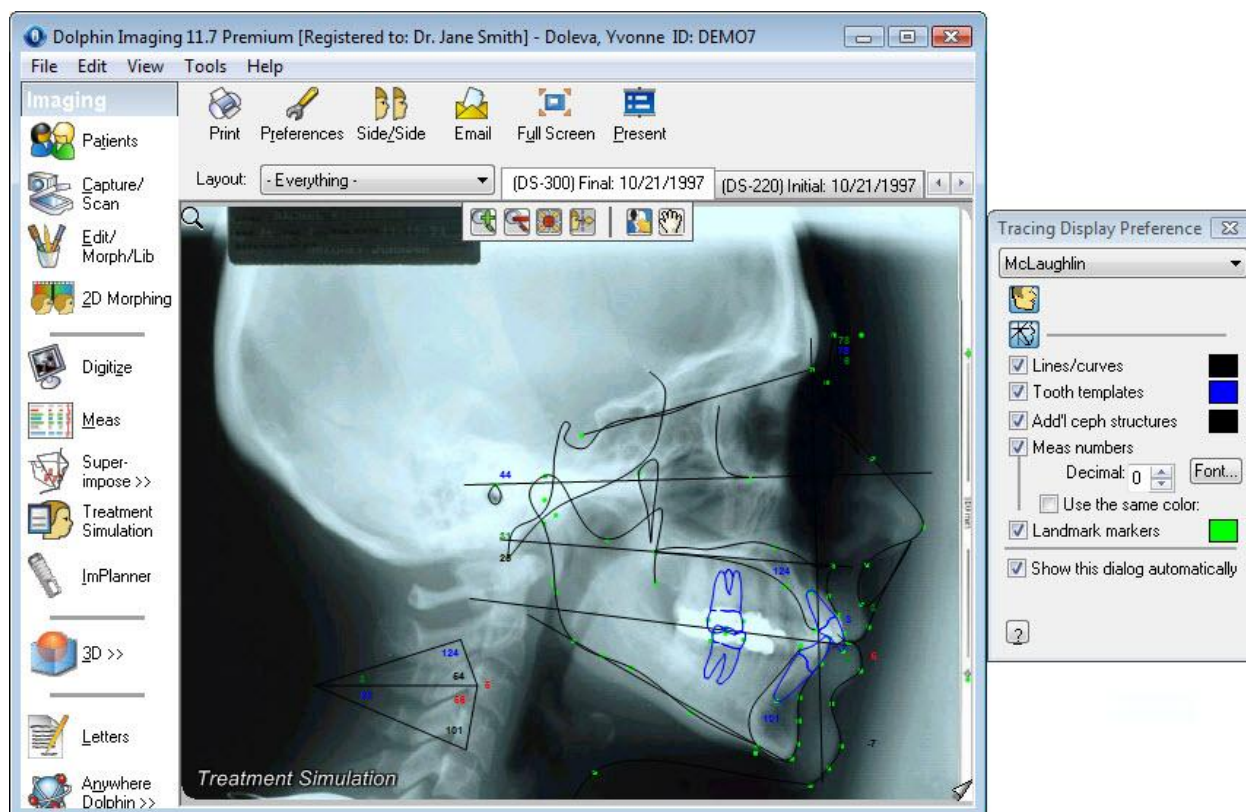 Dolphin Imaging 11.7 Premium [Registered to: Dr. Jane Smith] - Doleva, Yvonne ID: DEMO7
File Edit View Tools Help
Imaging
Patients
Capture/
Scan
Edit/
Morph/Lib
2D Morphing
Digitize
Meas
Super-
impose >>
Treatment
Simulation
ImPlanner
3D >>
Letters
Anywhere
Dolphin >>
Print Preferences Side/Side Email Full Screen Present
Layout: - Everything - (DS-300) Final: 10/21/1997 (DS-220) Initial: 10/21/1997
78
44
28
124
3
6
124
64
101
101
-7
Treatment Simulation
Tracing Display Preference
McLaughlin
Lines/curves
Tooth templates
Add'l ceph structures
Meas numbers
Decimal: 0 Font...
Use the same color:
Landmark markers
Show this dialog automatically
?